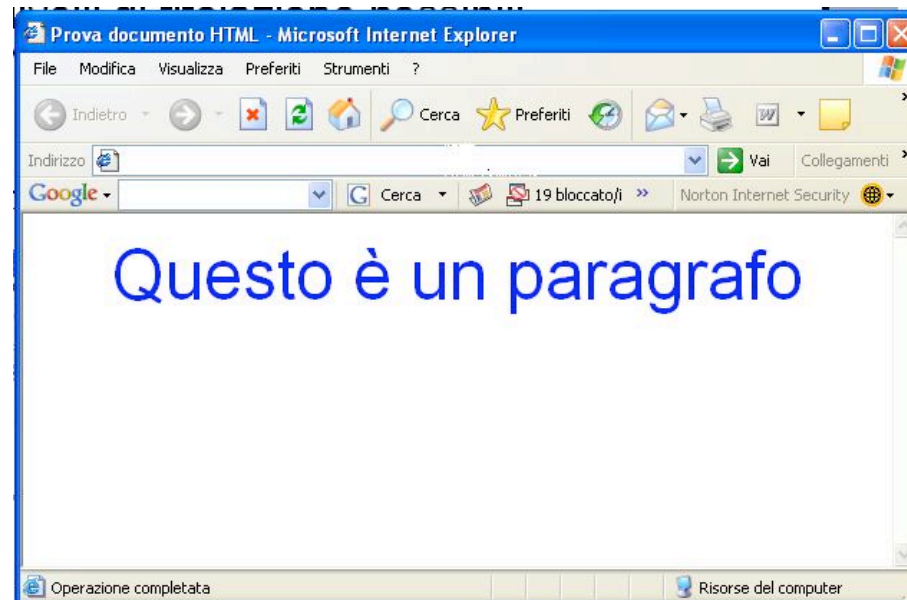 Prova documento HTML - Microsoft Internet Explorer
File Modifica Visualizza Preferiti Strumenti ?
Indietro Cerca Preferiti W
Indirizzo Vai Collegamenti »
Google G Cerca 19 bloccato/i » Norton Internet Security
Questo è un paragrafo
Operazione completata Risorse del computer